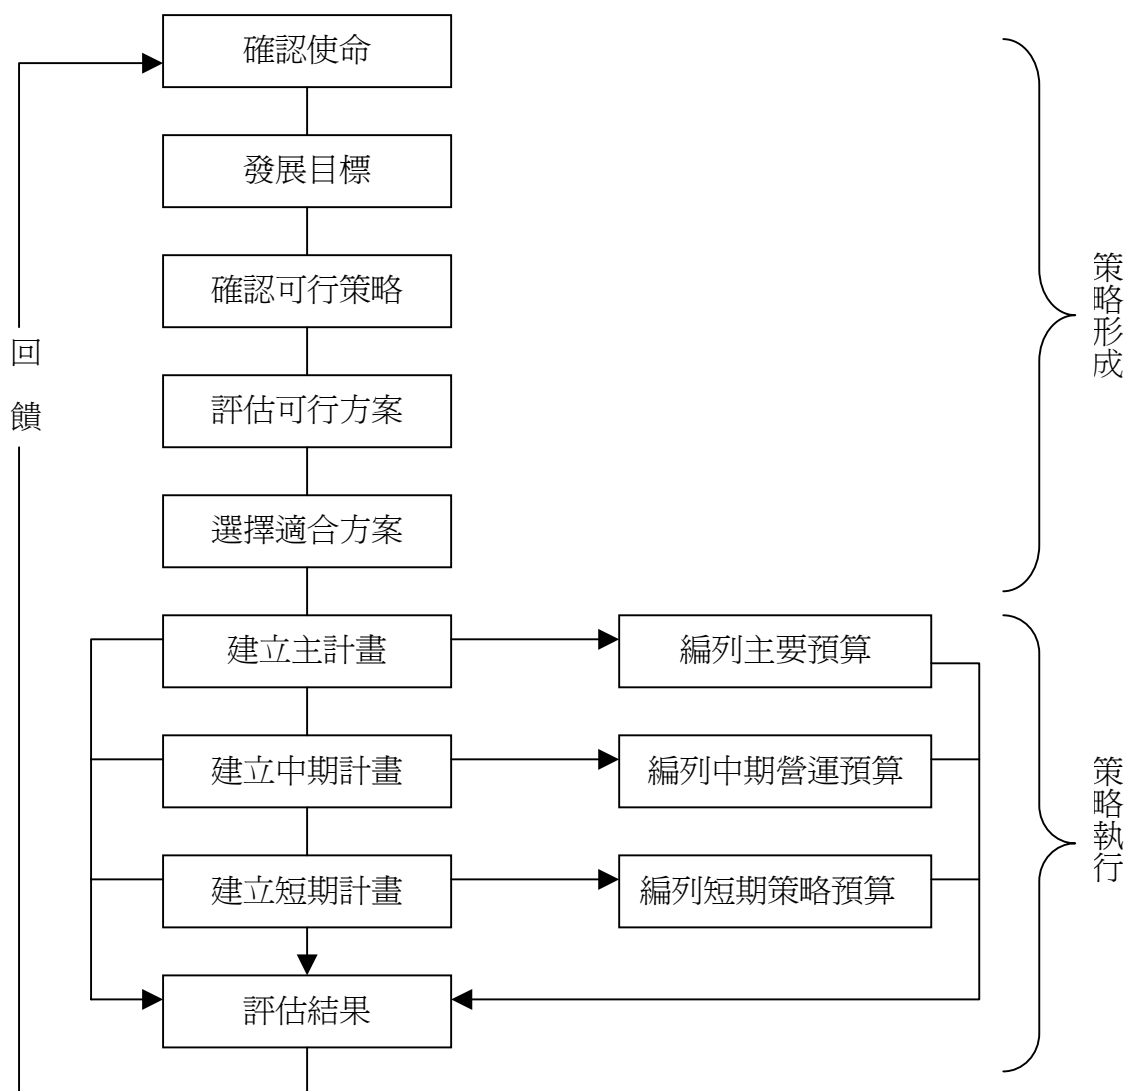 確認使命
發展目標
確認可行策略
評估可行方案
選擇適合方案
建立主計畫
編列主要預算
建立中期計畫
編列中期營運預算
建立短期計畫
編列短期策略預算
評估結果
回饋
策略形成
策略執行